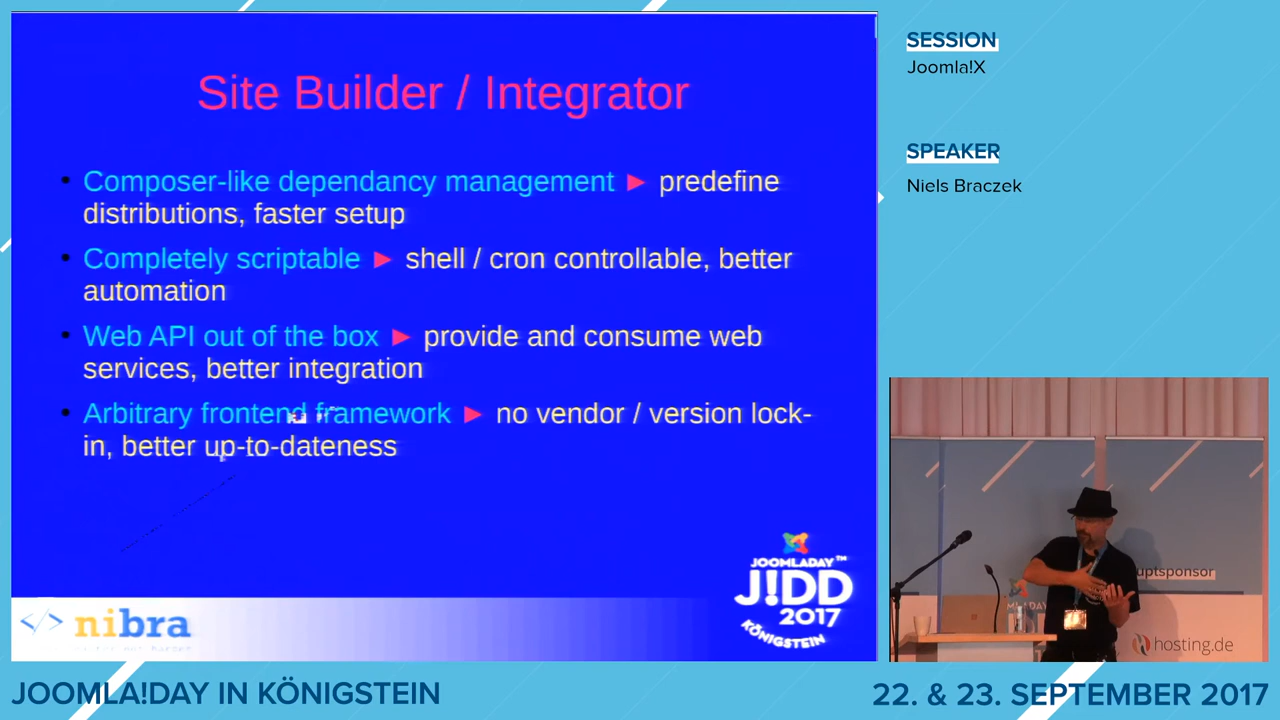 Site Builder / Integrator
• Composer-like dependancy management ► predefine
distributions, faster setup
• Completely scriptable ► shell / cron controllable, better
automation
• Web API out of the box ► provide and consume web
services, better integration
• Arbitrary frontend framework ► no vendor / version lock-
in, better up-to-dateness
</> nibra
JOOMLADAY™
J!DD
2017
KÖNIGSTEIN
SESSION
Joomla!X
SPEAKER
Niels Braczek
uptsponsor
hosting.de
JOOMLA!DAY IN KÖNIGSTEIN
22. & 23. SEPTEMBER 2017